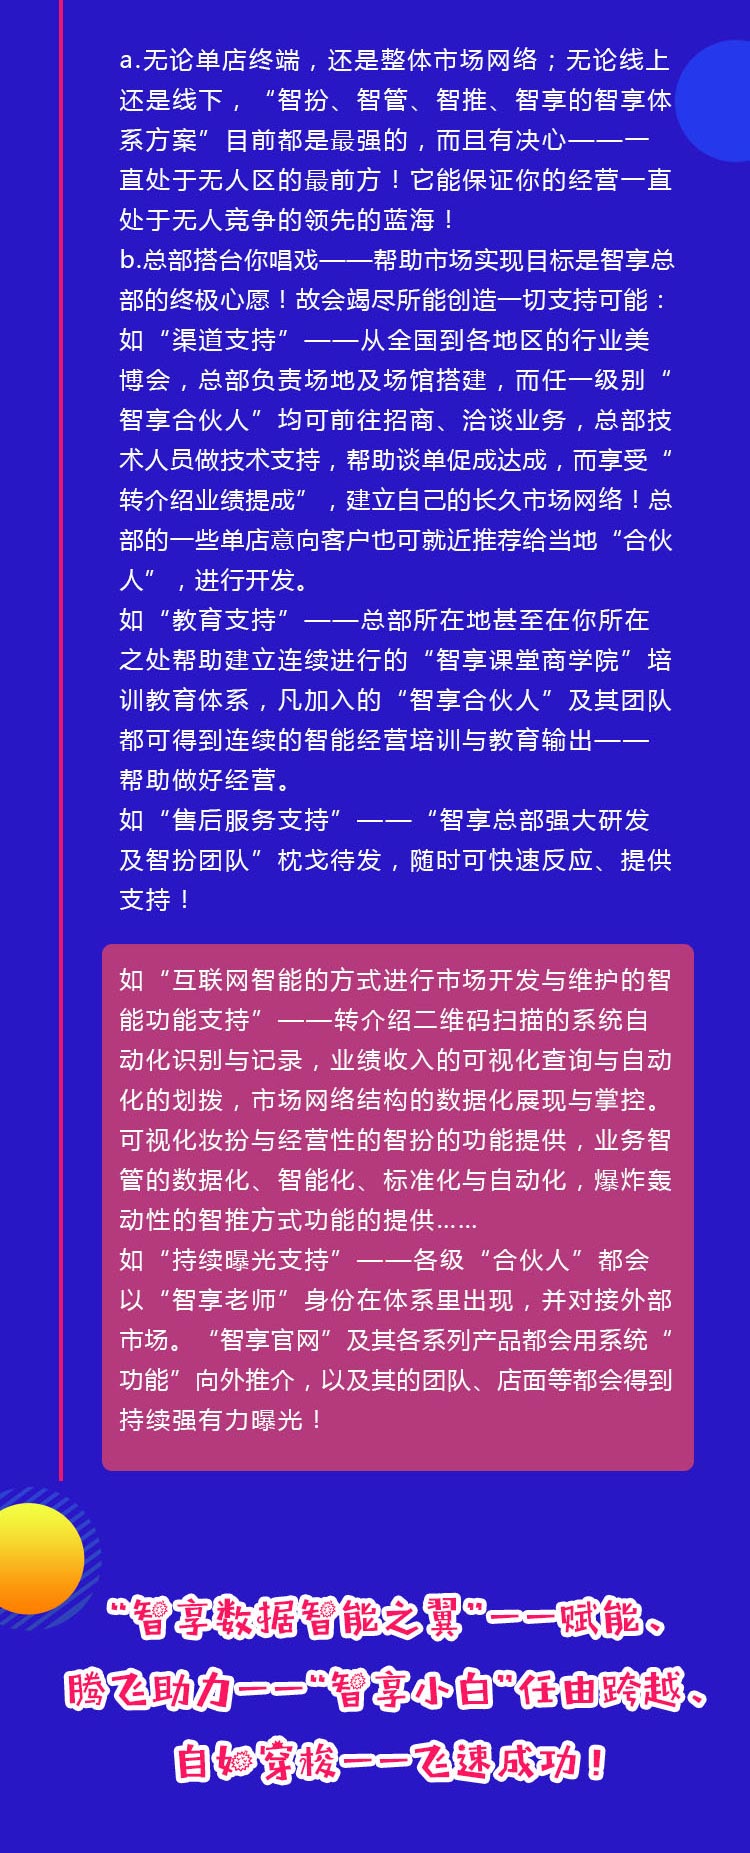 a.无论单店终端，还是整体市场网络；无论线上
还是线下，“智扮、智管、智推、智享的智享体
系方案”目前都是最强的，而且有决心——一
直处于无人区的最前方！它能保证你的经营一直
处于无人竞争的领先的蓝海！
b.总部搭台你唱戏——帮助市场实现目标是智享总
部的终极心愿！故会竭尽所能创造一切支持可能：
如“渠道支持”——从全国到各地区的行业美
博会，总部负责场地及场馆搭建，而任一级别“
智享合伙人”均可前往招商、洽谈业务，总部技
术人员做技术支持，帮助谈单促成达成，而享受“
转介绍业绩提成”，建立自己的长久市场网络！总
部的一些单店意向客户也可就近推荐给当地“合伙
人”，进行开发。
如“教育支持”——总部所在地甚至在你所在
之处帮助建立连续进行的“智享课堂商学院”培
训教育体系，凡加入的“智享合伙人”及其团队
都可得到连续的智能经营培训与教育输出——
帮助做好经营。
如“售后服务支持”——“智享总部强大研发
及智扮团队”枕戈待发，随时可快速反应、提供
支持！
如“互联网智能的方式进行市场开发与维护的智
能功能支持”——转介绍二维码扫描的系统自
动化识别与记录，业绩收入的可视化查询与自动
化的划拨，市场网络结构的数据化展现与掌控。
可视化妆扮与经营性的智扮的功能提供，业务智
管的数据化、智能化、标准化与自动化，爆炸轰
动性的智推方式功能的提供……
如“持续曝光支持”——各级“合伙人”都会
以“智享老师”身份在体系里出现，并对接外部
市场。“智享官网”及其各系列产品都会用系统“
功能”向外推介，以及其的团队、店面等都会得到
持续强有力曝光！
“智享数据智能之翼”——赋能、
腾飞助力——“智享小白”任由跨越、
自如穿梭——飞速成功！